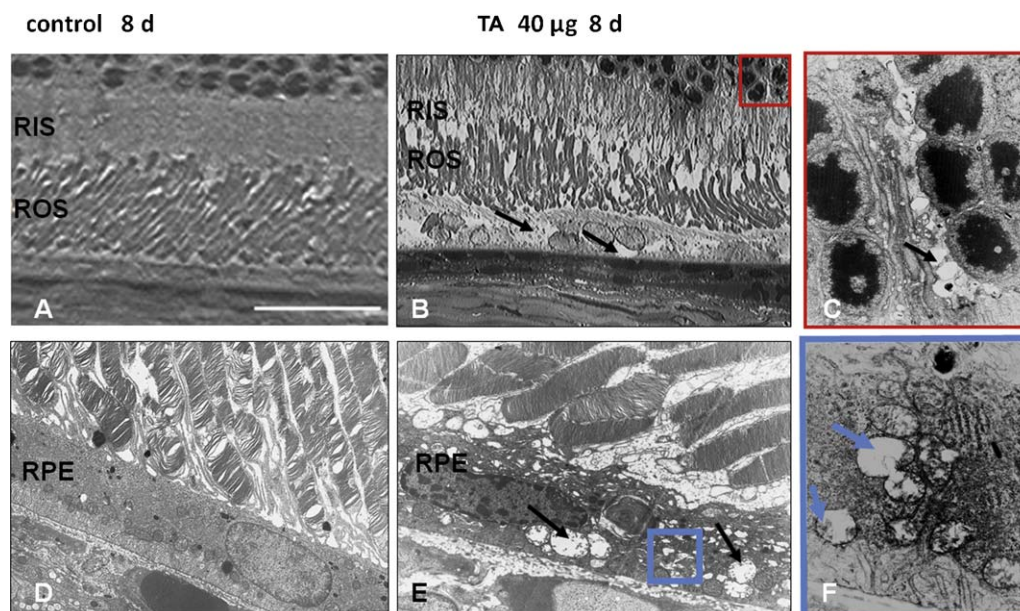 control 8 d
TA 40 µg 8 d
RIS
ROS
A
RIS
ROS
B
C
RPE
D
RPE
E
F